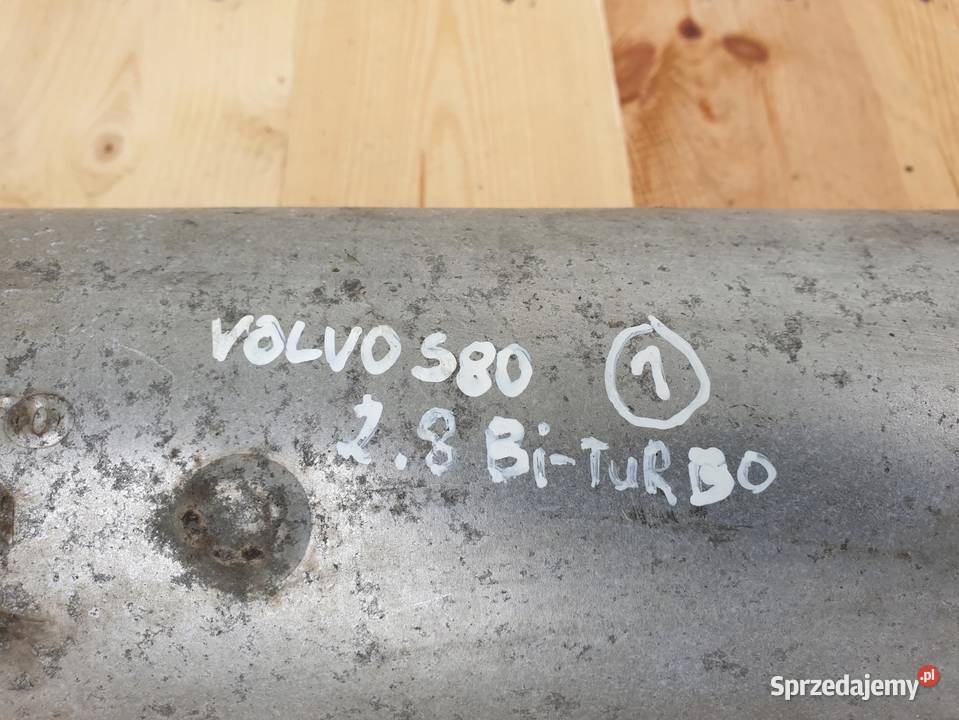 VOLVO S80 1
2.8 Bi-TURBO
Sprzedajemy.pl